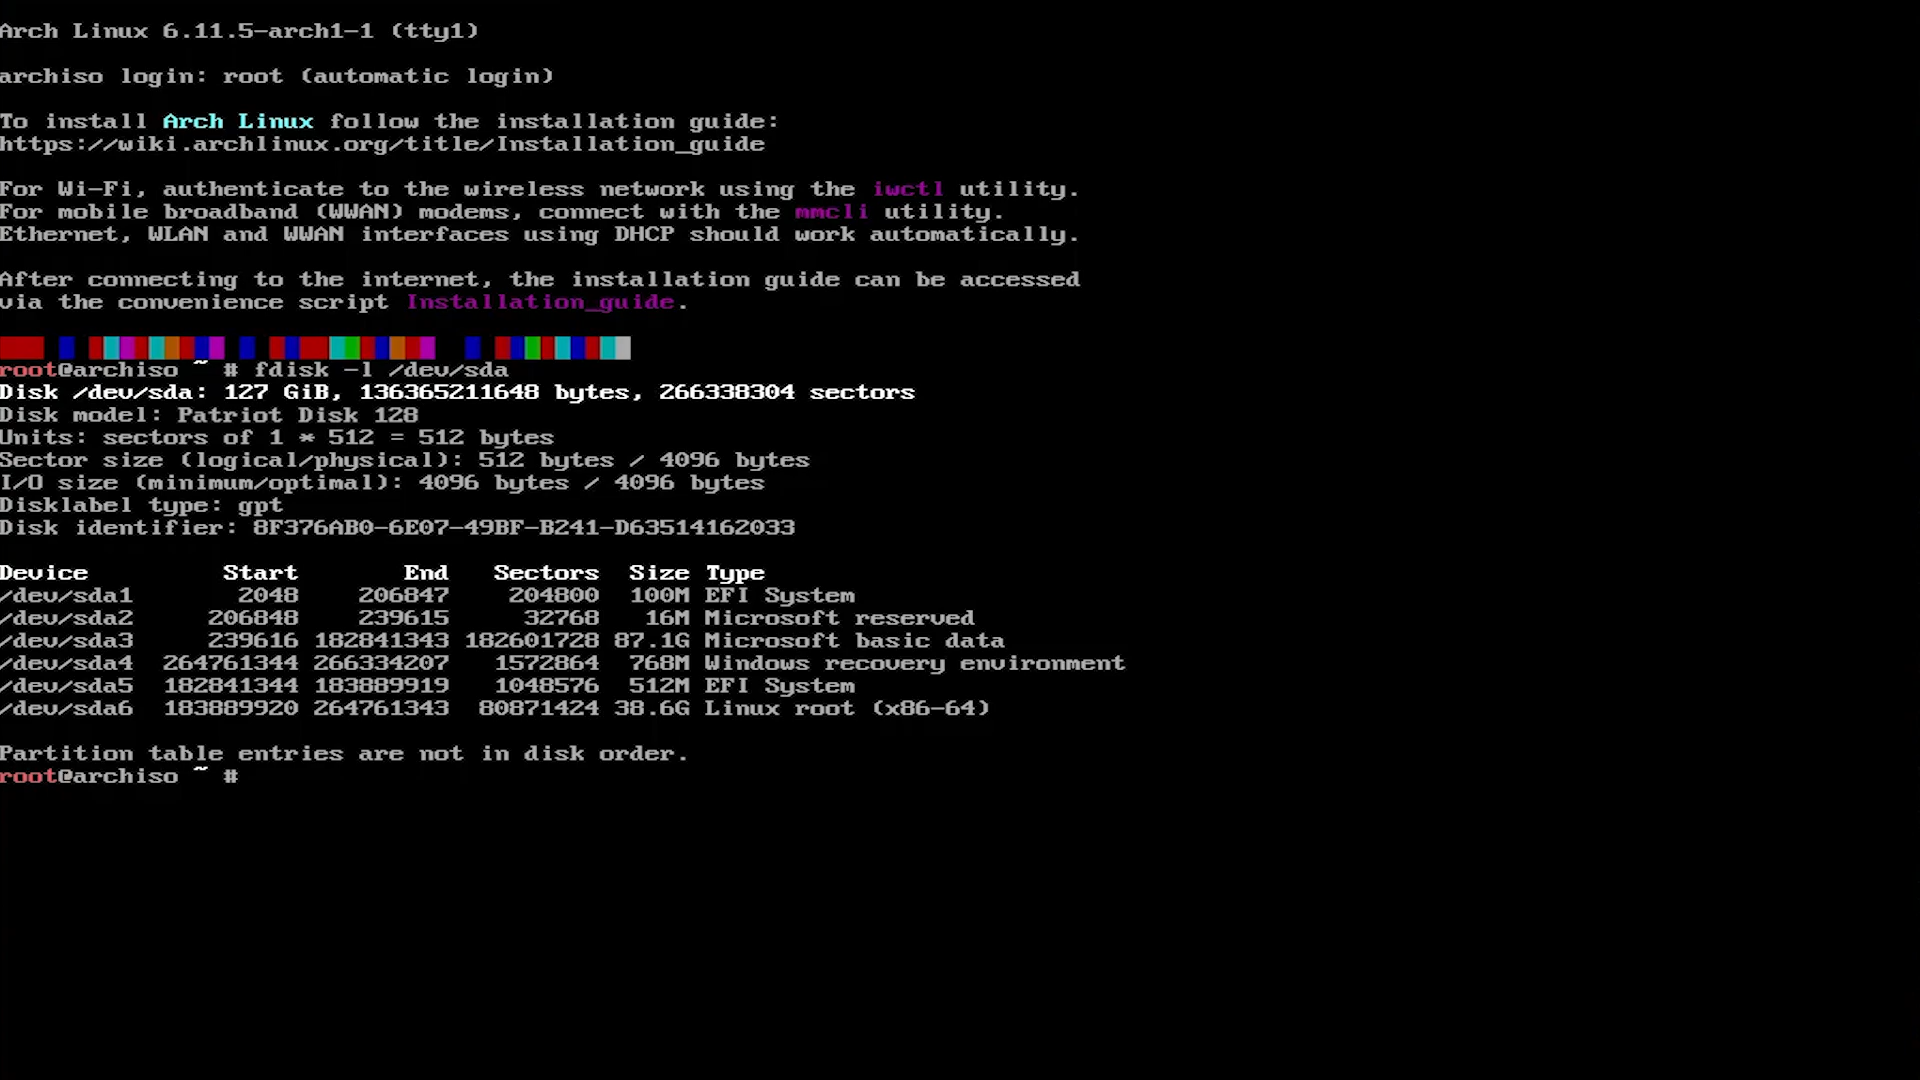 Arch Linux 6.11.5-arch1-1 (tty1)
archiso login: root (automatic login)
To install Arch Linux follow the installation guide:
https://wiki.archlinux.org/title/Installation_guide
For Wi-Fi, authenticate to the wireless network using the iwctl utility.
For mobile broadband (WWAN) modems, connect with the mmcli utility.
Ethernet, WLAN and WWAN interfaces using DHCP should work automatically.
After connecting to the internet, the installation guide can be accessed
via the convenience script Installation_guide.
root@archiso ~ # fdisk -l /dev/sda
Disk /dev/sda: 127 GiB, 136365211648 bytes, 266338304 sectors
Disk model: Patriot Disk 128
Units: sectors of 1 * 512 = 512 bytes
Sector size (logical/physical): 512 bytes / 4096 bytes
I/O size (minimum/optimal): 4096 bytes / 4096 bytes
Disklabel type: gpt
Disk identifier: 8F376AB0-6E07-49BF-B241-D63514162033
Device         Start       End   Sectors  Size Type
/dev/sda1       2048    206847    204800  100M EFI System
/dev/sda2     206848    239615     32768   16M Microsoft reserved
/dev/sda3     239616 182841343 182601728 87.1G Microsoft basic data
/dev/sda4  264761344 266334207   1572864  768M Windows recovery environment
/dev/sda5  182841344 183889919   1048576  512M EFI System
/dev/sda6  183889920 264761343  80871424 38.6G Linux root (x86-64)
Partition table entries are not in disk order.
root@archiso ~ #